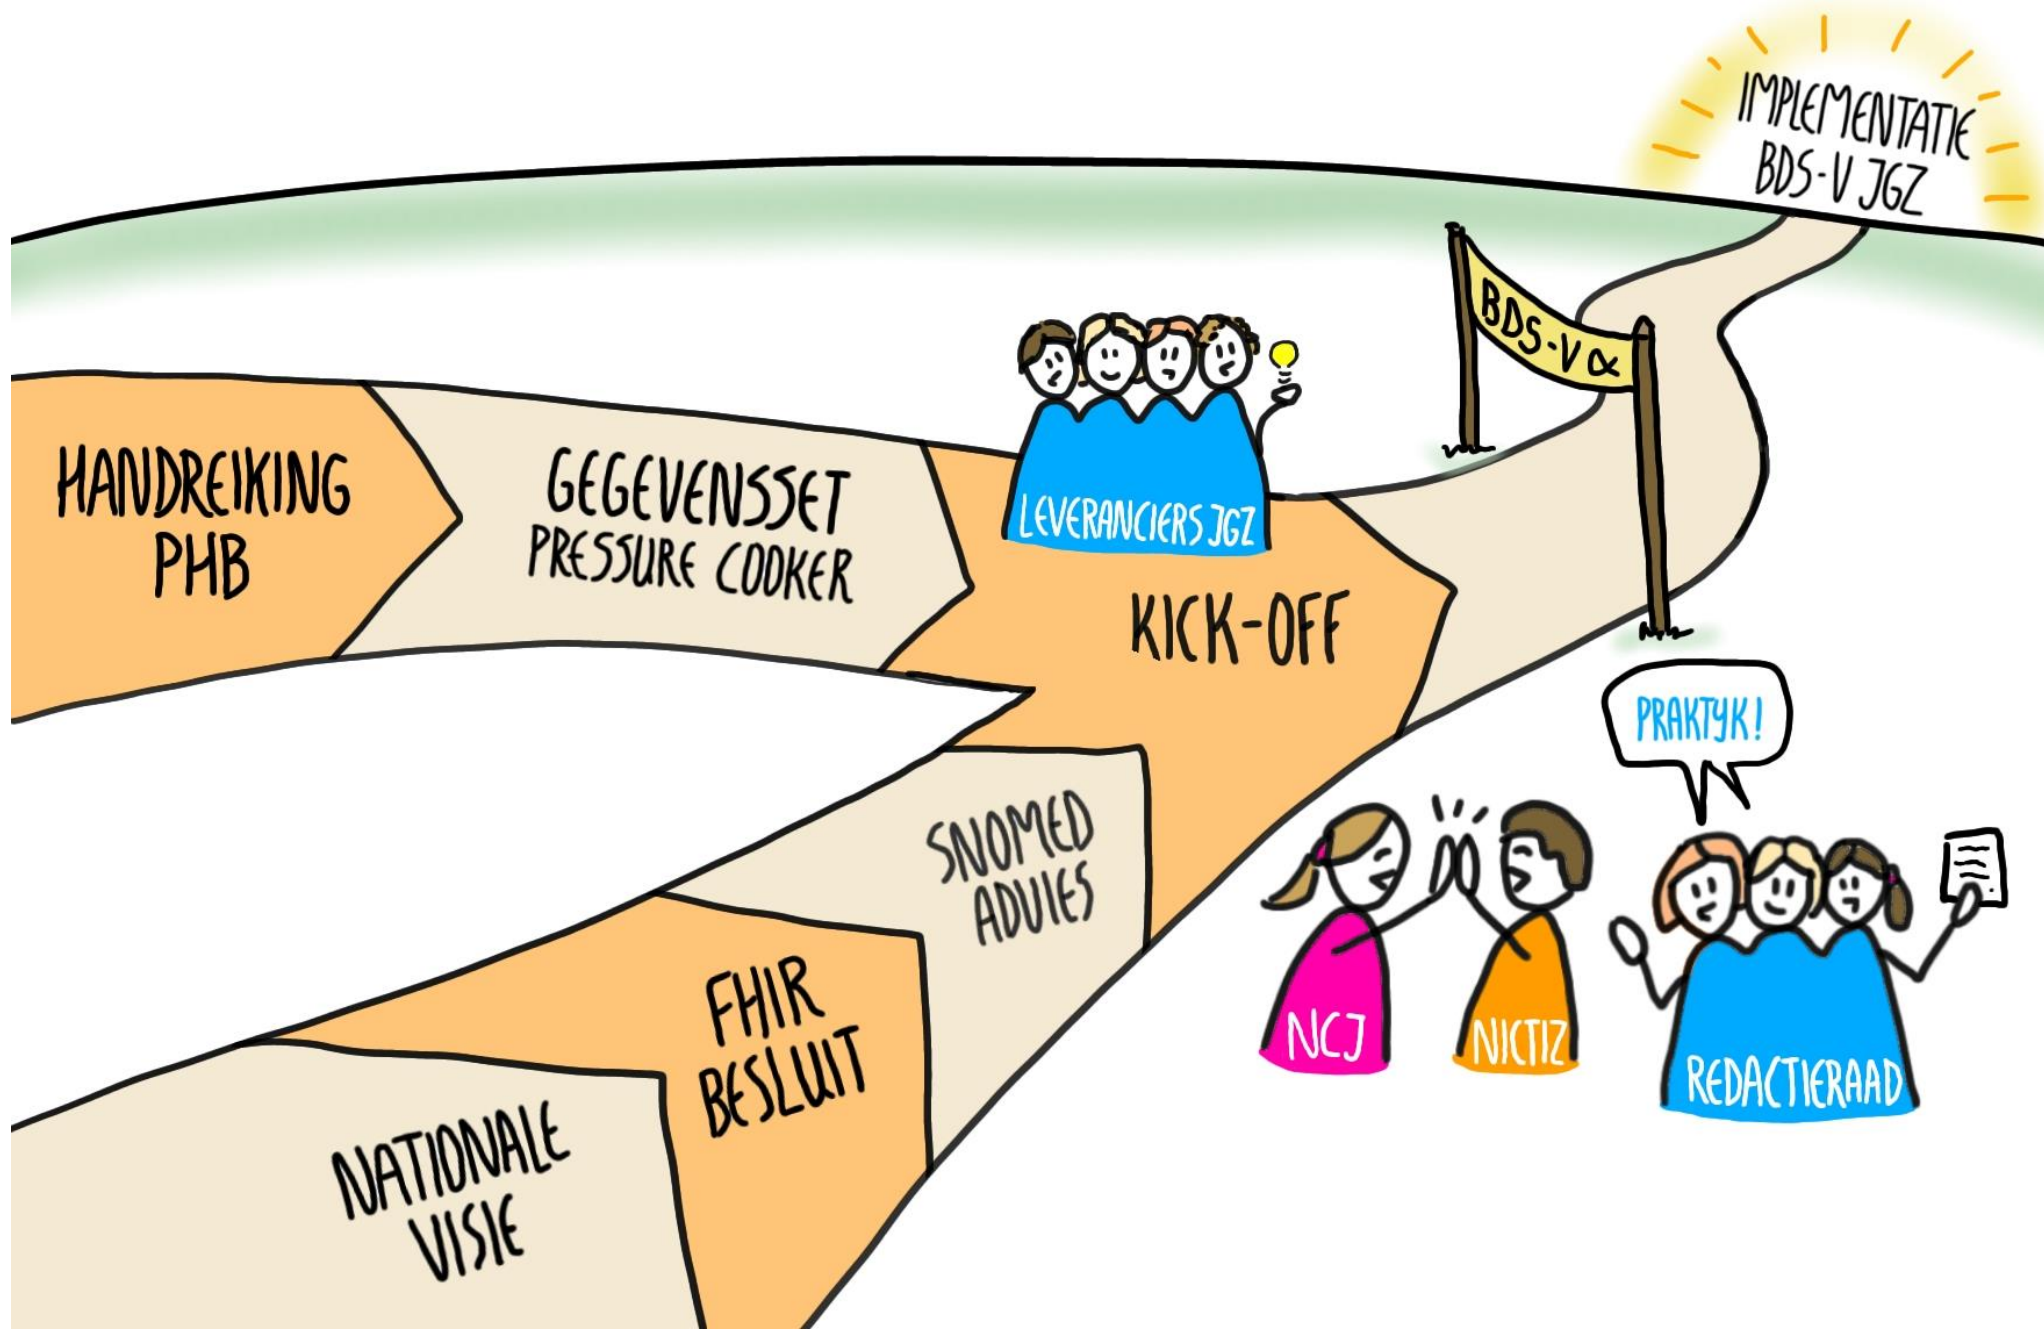 IMPLEMENTATIE
BDS-V JGZ
BDS-V α
HANDREIKING
PHB
GEGEVENSSET
PRESSURE COOKER
LEVERANCIERS JGZ
KICK-OFF
PRAKTYK!
SNOMED
ADVIES
FHIR
BESLUIT
NATIONALE
VISIE
NCJ
NICTIZ
REDACTIERAAD